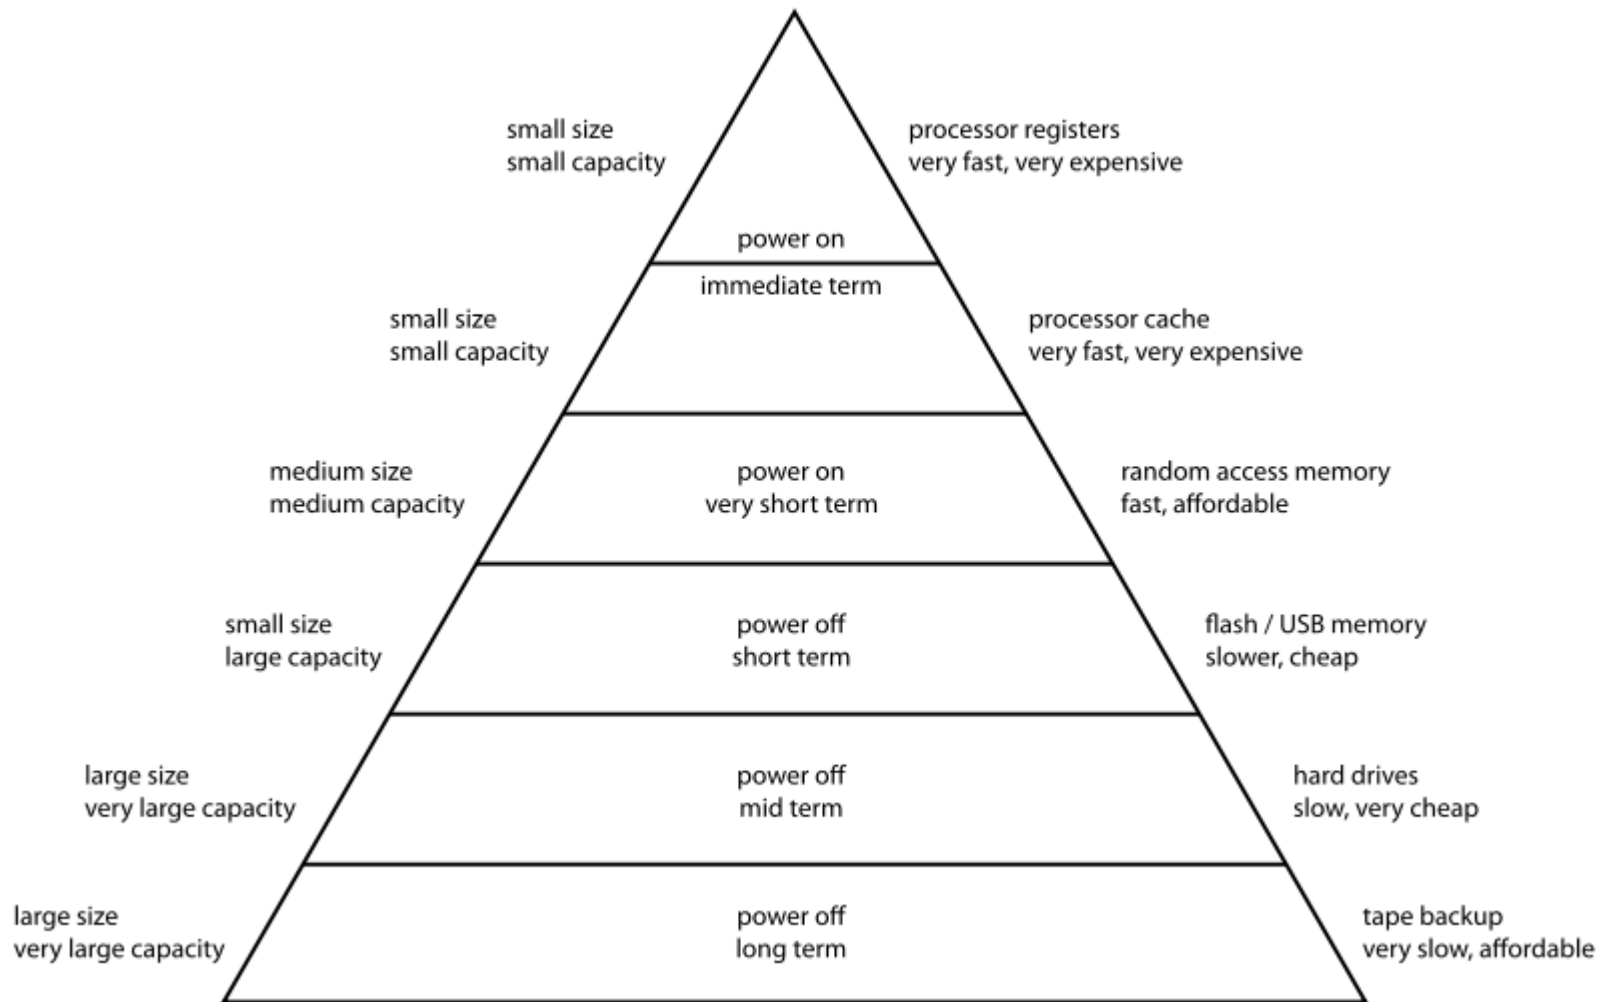 small size
small capacity
processor registers
very fast, very expensive
power on
immediate term
small size
small capacity
processor cache
very fast, very expensive
medium size
medium capacity
power on
very short term
random access memory
fast, affordable
small size
large capacity
power off
short term
flash / USB memory
slower, cheap
large size
very large capacity
power off
mid term
hard drives
slow, very cheap
large size
very large capacity
power off
long term
tape backup
very slow, affordable